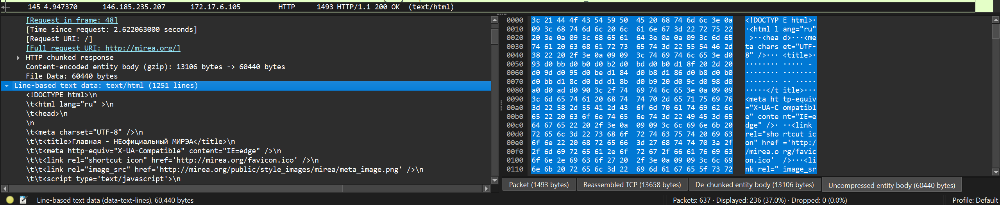 145 4.947370 146.185.235.207 172.17.6.105 HTTP 1493 HTTP/1.1 200 OK (text/html)
[Request in frame: 48]
[Time since request: 2.622063000 seconds]
[Request URI: /]
[Full request URI: http://mirea.org/]
HTTP chunked response
Content-encoded entity body (gzip): 13106 bytes -> 60440 bytes
File Data: 60440 bytes
Line-based text data: text/html (1251 lines)
<!DOCTYPE html>\n
\t<html lang="ru" >\n
\t<head>\n
\n
\t<meta charset="UTF-8" />\n
\t\t<title>Главная - НЕофициальный МИРЭА</title>\n
\t\t<meta http-equiv="X-UA-Compatible" content="IE=edge" />\n
\t\t<link rel="shortcut icon" href='http://mirea.org/favicon.ico' />\n
\t\t<link rel="image_src" href='http://mirea.org/public/style_images/mirea/meta_image.png' />\n
\t\t<script type='text/javascript'>\n
0000 3c 21 44 4f 43 54 59 50 45 20 68 74 6d 6c 3e 0a <!DOCTYP E html>·
0010 09 3c 68 74 6d 6c 20 6c 61 6e 67 3d 22 72 75 22 ·<html l ang="ru"
0020 20 3e 0a 09 3c 68 65 61 64 3e 0a 0a 09 3c 6d 65 >··<hea d>···<me
0030 74 61 20 63 68 61 72 73 65 74 3d 22 55 54 46 2d ta chars et="UTF-
0040 38 22 20 2f 3e 0a 09 09 3c 74 69 74 6c 65 3e d0 8" />··· <title>·
0050 93 d0 bb d0 b0 d0 b2 d0 bd d0 b0 d1 8f 20 2d 20 ········ ····· -
0060 d0 9d d0 95 d0 be d1 84 d0 b8 d1 86 d0 b8 d0 b0 ········ ········
0070 d0 bb d1 8c d0 bd d1 8b d0 b9 20 d0 9c d0 98 d0 ········ ·· ·····
0080 a0 d0 ad d0 90 3c 2f 74 69 74 6c 65 3e 0a 09 09 ·····</t itle>···
0090 3c 6d 65 74 61 20 68 74 74 70 2d 65 71 75 69 76 <meta ht tp-equiv
00a0 3d 22 58 2d 55 41 2d 43 6f 6d 70 61 74 69 62 6c ="X-UA-C ompatibl
00b0 65 22 20 63 6f 6e 74 65 6e 74 3d 22 49 45 3d 65 e" conte nt="IE=e
00c0 64 67 65 22 20 2f 3e 0a 09 09 3c 6c 69 6e 6b 20 dge" />· ··<link
00d0 72 65 6c 3d 22 73 68 6f 72 74 63 75 74 20 69 63 rel="sho rtcut ic
00e0 6f 6e 22 20 68 72 65 66 3d 27 68 74 74 70 3a 2f on" href ='http:/
00f0 2f 6d 69 72 65 61 2e 6f 72 67 2f 66 61 76 69 63 /mirea.o rg/favic
0100 6f 6e 2e 69 63 6f 27 20 2f 3e 0a 09 09 3c 6c 69 on.ico' />···<li
0110 6e 6b 20 72 65 6c 3d 22 69 6d 61 67 65 5f 73 72 nk rel=" image_sr
Packet (1493 bytes) Reassembled TCP (13658 bytes) De-chunked entity body (13106 bytes) Uncompressed entity body (60440 bytes)
Line-based text data (data-text-lines), 60,440 bytes Packets: 637 · Displayed: 236 (37.0%) · Dropped: 0 (0.0%) Profile: Default